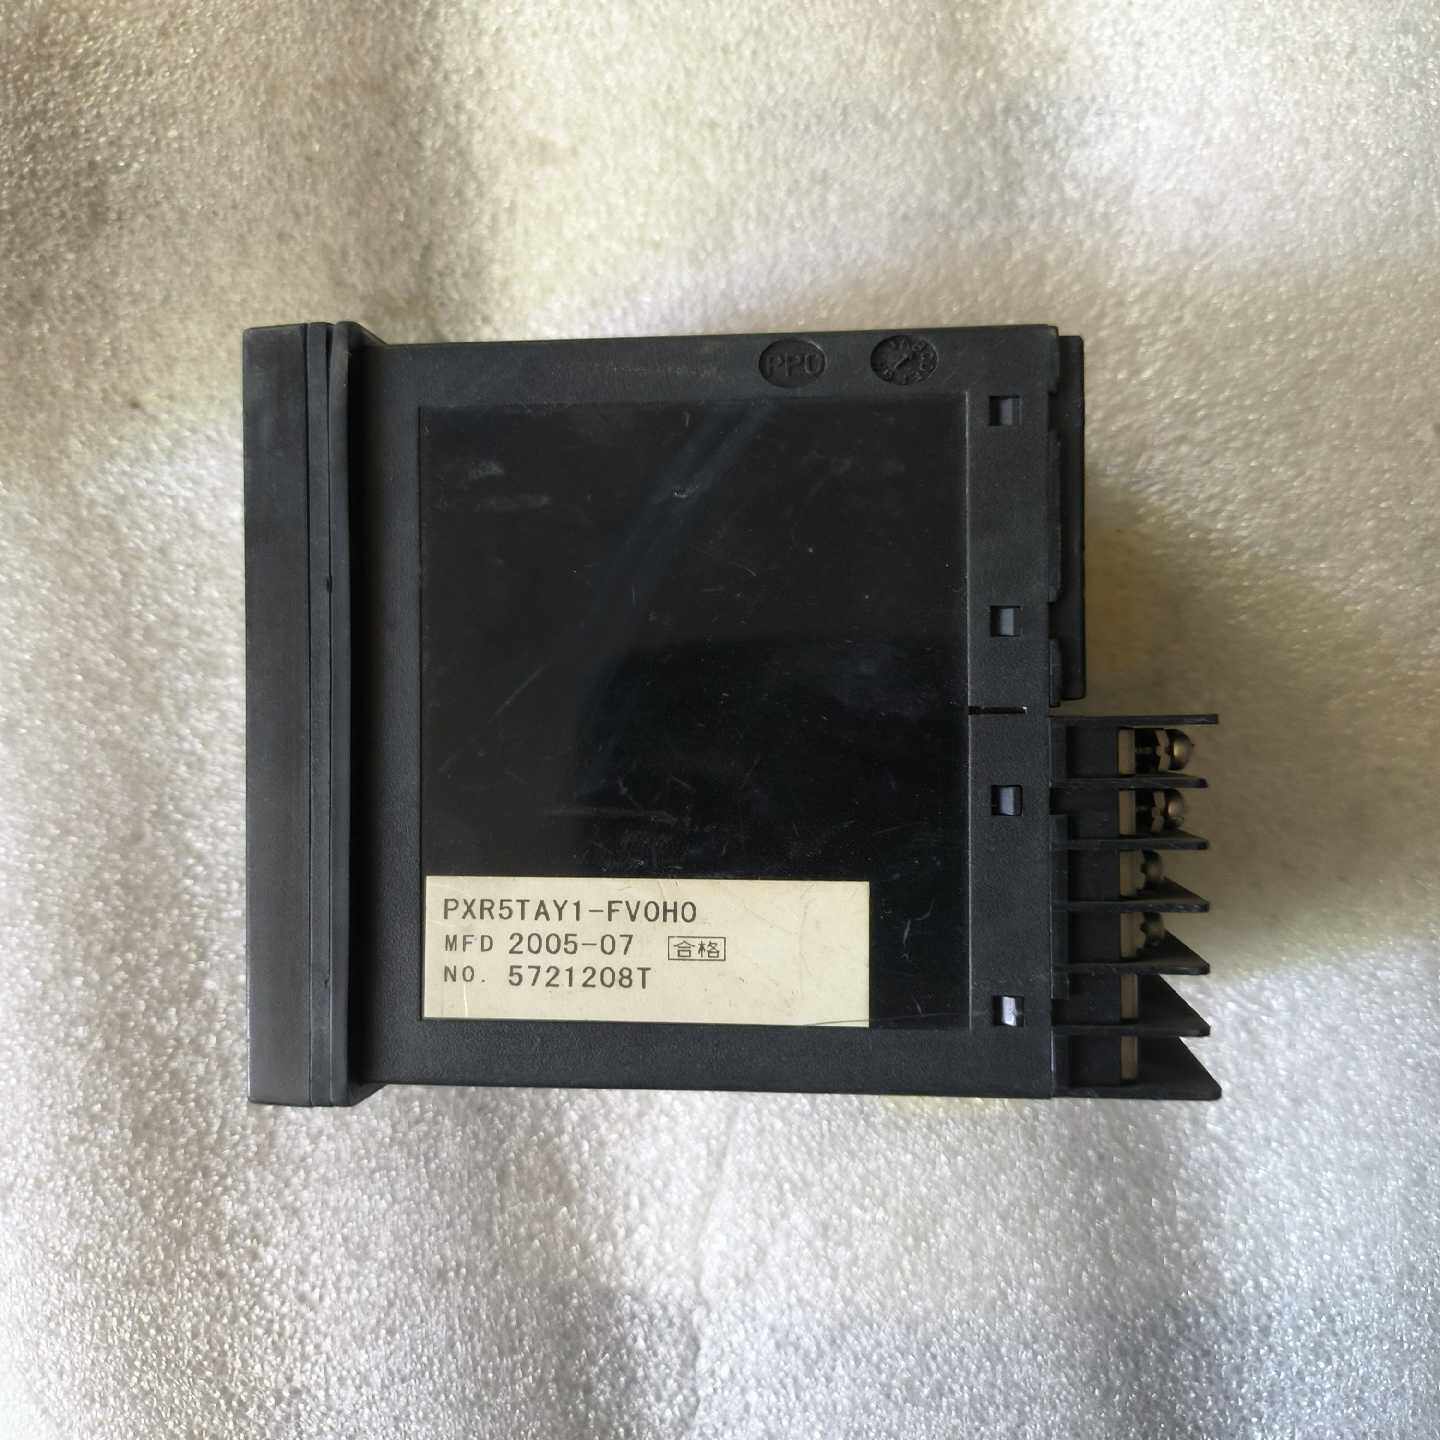 PPO
PXR5TAY1-FV0H0
MFD 2005-07 合格
NO. 5721208T